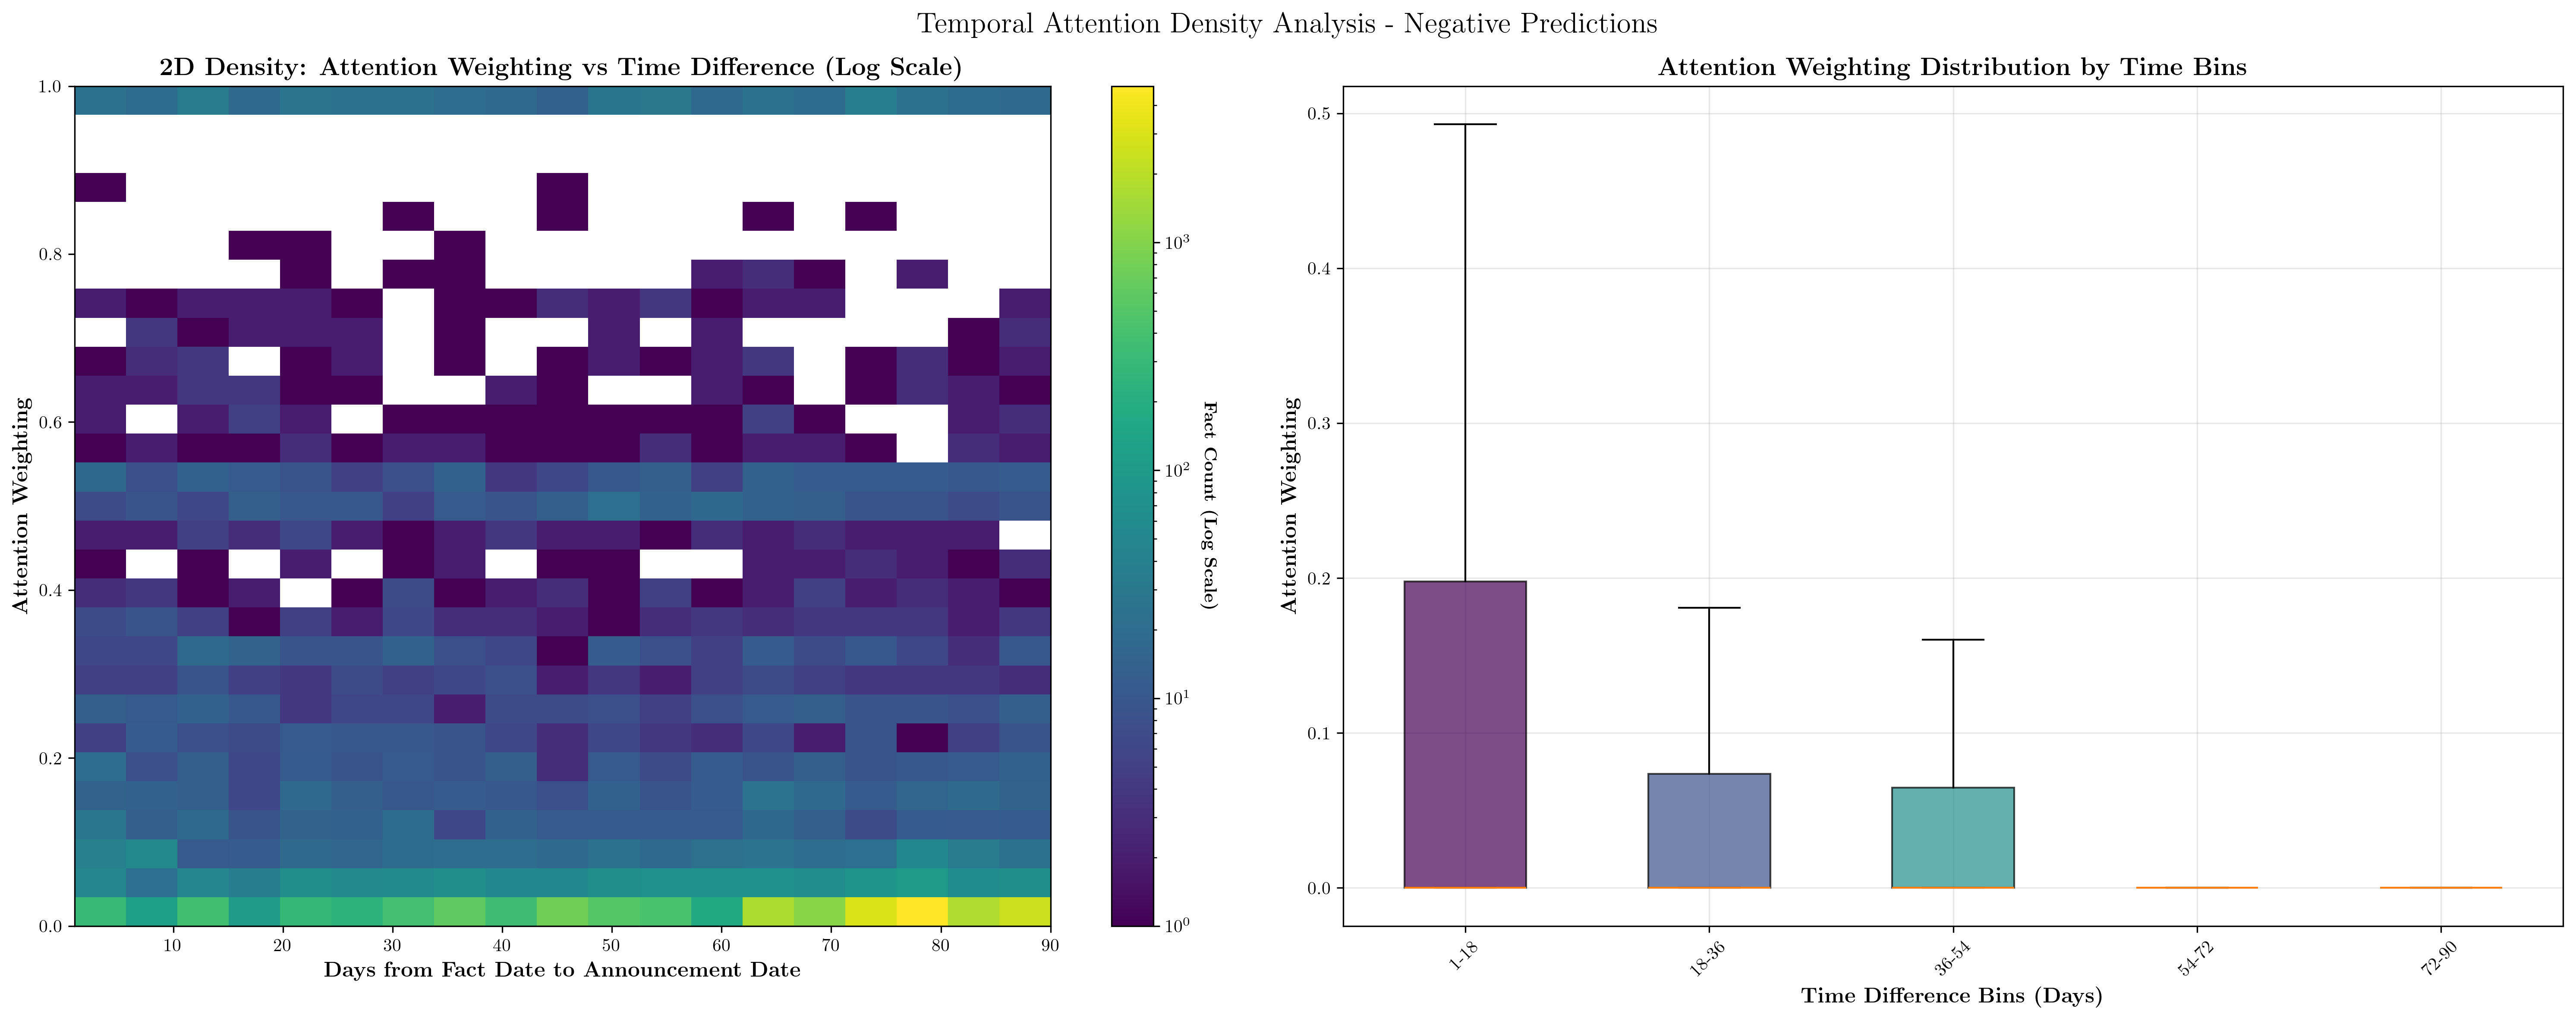 Temporal Attention Density Analysis - Negative Predictions
2D Density: Attention Weighting vs Time Difference (Log Scale)
1.0
0.8
0.6
0.4
0.2
0.0
Attention Weighting
10 20 30 40 50 60 70 80 90
Days from Fact Date to Announcement Date
10³
10²
10¹
10⁰
Fact Count (Log Scale)
Attention Weighting Distribution by Time Bins
0.5
0.4
0.3
0.2
0.1
0.0
Attention Weighting
1-18 18-36 36-54 54-72 72-90
Time Difference Bins (Days)